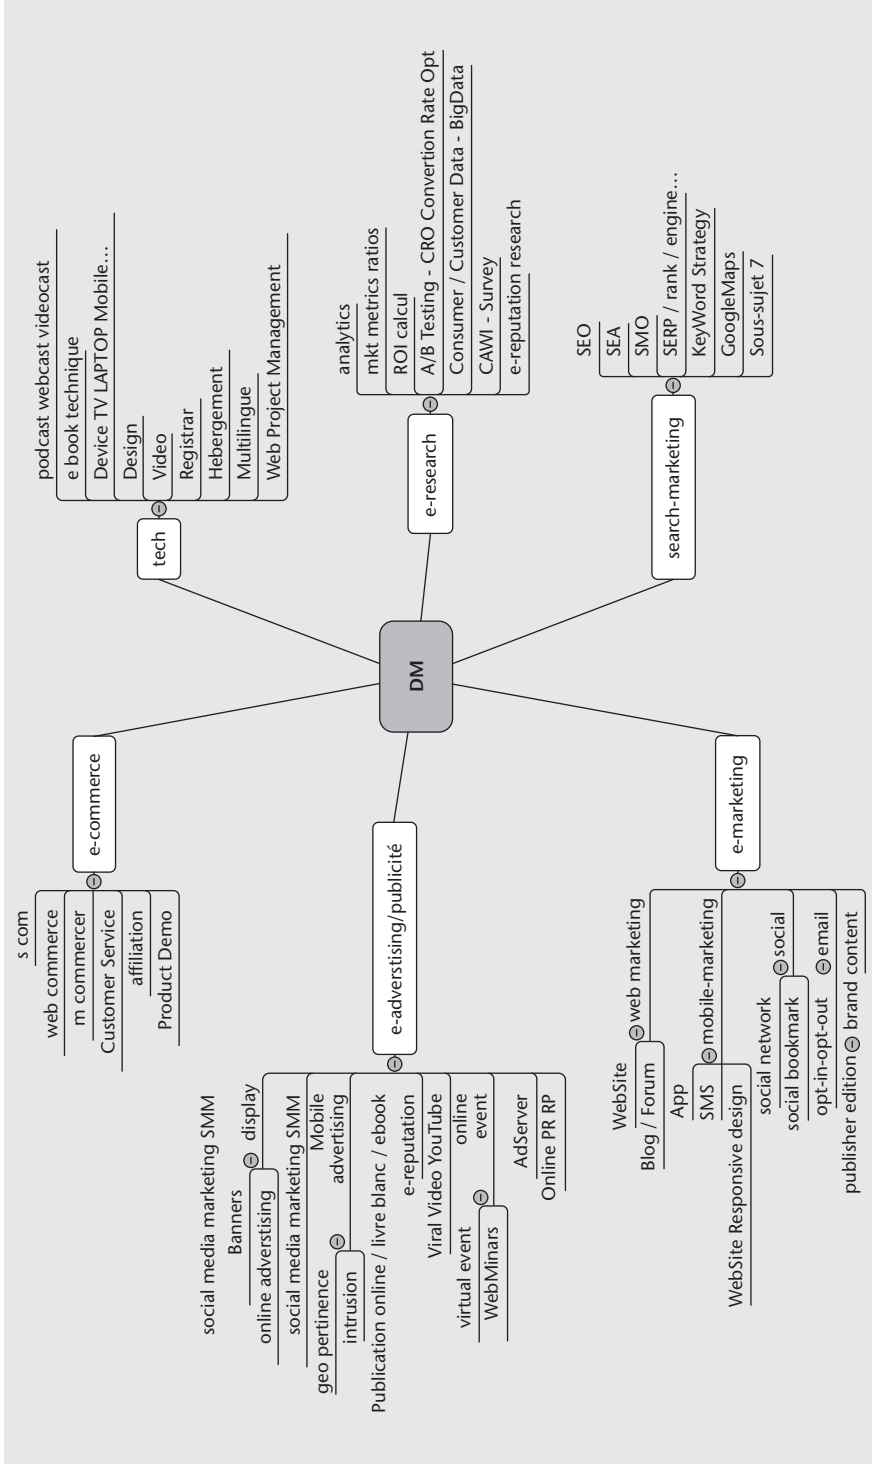 DM
e-commerce
s com
web commerce
m commercer
Customer Service
affiliation
Product Demo
e-adverstising/publicité
social media marketing SMM
display
Banners
online adverstising
social media marketing SMM
Mobile
advertising
geo pertinence
intrusion
Publication online / livre blanc / ebook
e-reputation
Viral Video YouTube
online
event
virtual event
WebMinars
AdServer
Online PR RP
e-marketing
web marketing
WebSite
Blog / Forum
mobile-marketing
App
SMS
WebSite Responsive design
social
social network
social bookmark
email
opt-in-opt-out
brand content
publisher edition
tech
podcast webcast videocast
e book technique
Device TV LAPTOP Mobile...
Design
Video
Registrar
Hebergement
Multilingue
Web Project Management
e-research
analytics
mkt metrics ratios
ROI calcul
A/B Testing - CRO Convertion Rate Opt
Consumer / Customer Data - BigData
CAWI - Survey
e-reputation research
search-marketing
SEO
SEA
SMO
SERP / rank / engine...
KeyWord Strategy
GoogleMaps
Sous-sujet 7